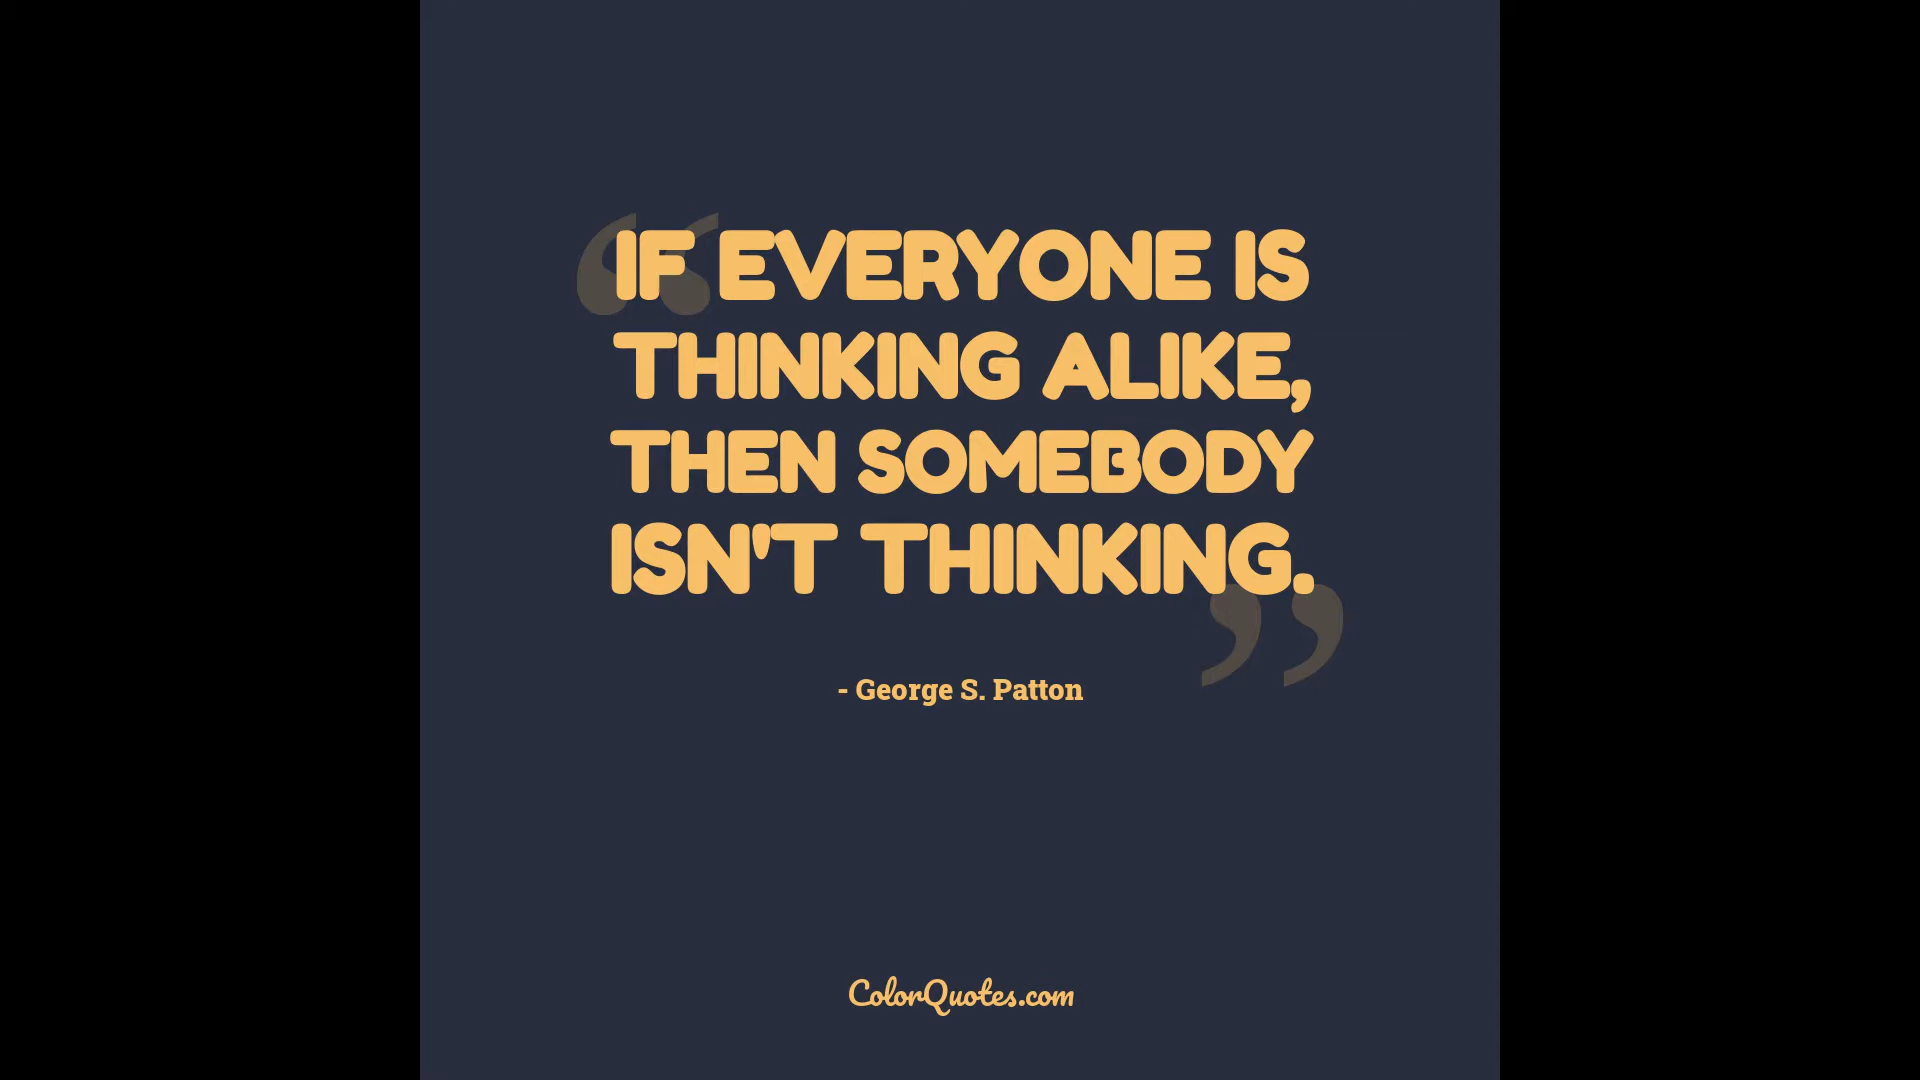 IF EVERYONE IS
THINKING ALIKE,
THEN SOMEBODY
ISN'T THINKING.
- George S. Patton
ColorQuotes.com